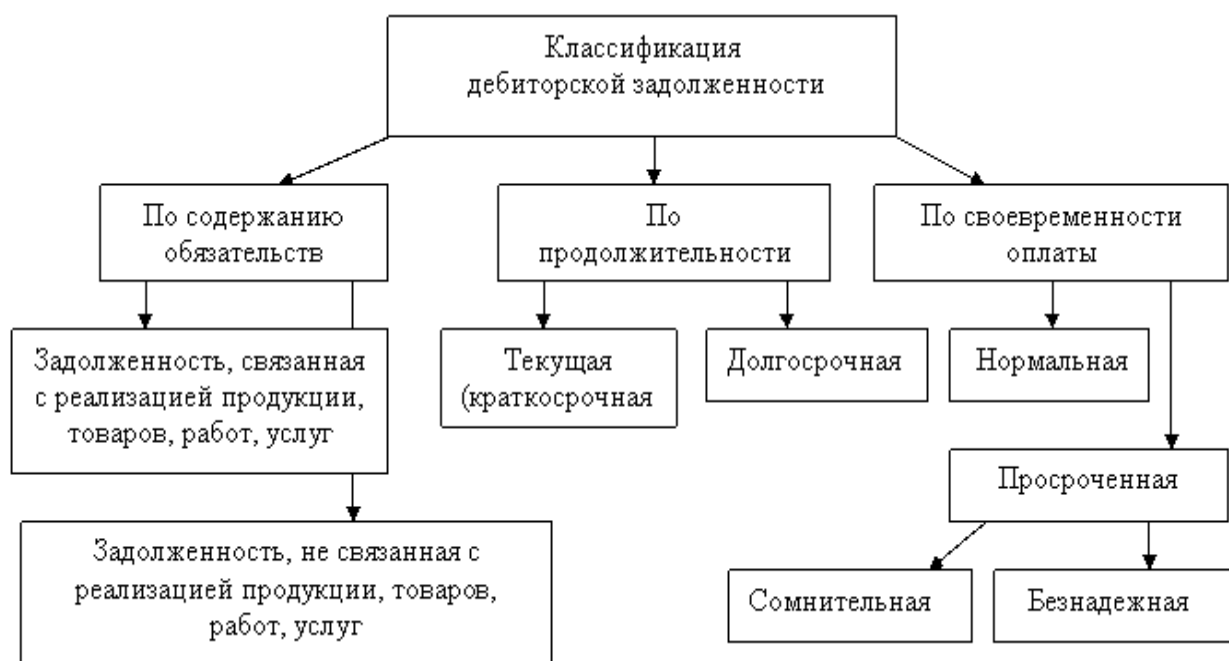 Классификация
дебиторской задолженности
По содержанию
обязательств
По
продолжительности
По своевременности
оплаты
Задолженность, связанная
с реализацией продукции,
товаров, работ, услуг
Текущая
(краткосрочная
Долгосрочная
Нормальная
Просроченная
Задолженность, не связанная с
реализацией продукции, товаров,
работ, услуг
Сомнительная
Безнадежная